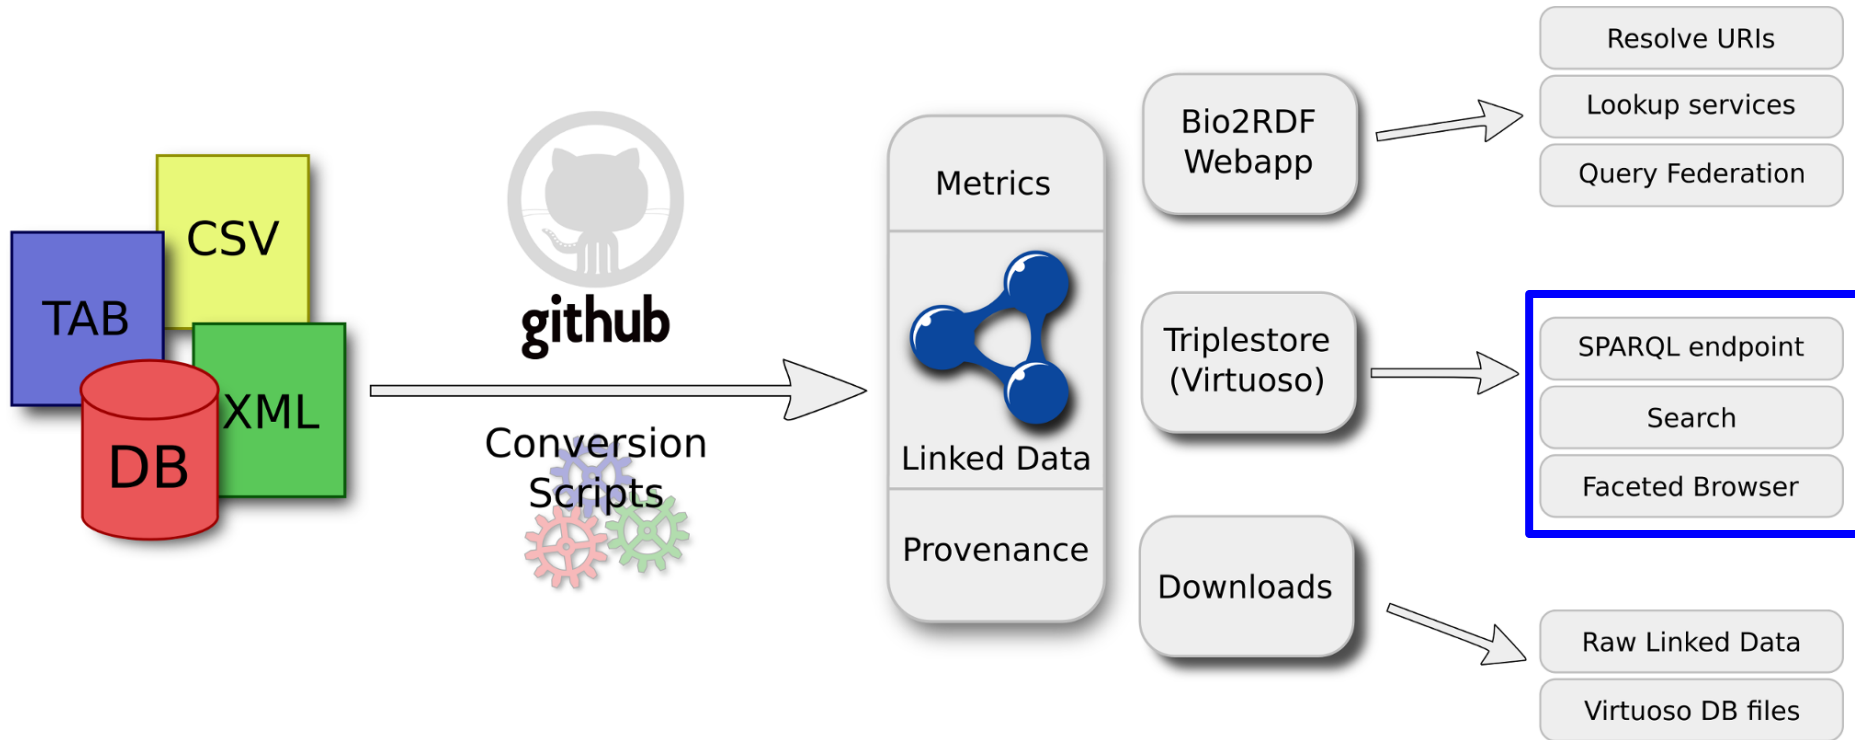 CSV
TAB
XML
DB
github
Conversion
Scripts
Metrics
Linked Data
Provenance
Bio2RDF
Webapp
Triplestore
(Virtuoso)
Downloads
Resolve URIs
Lookup services
Query Federation
SPARQL endpoint
Search
Faceted Browser
Raw Linked Data
Virtuoso DB files